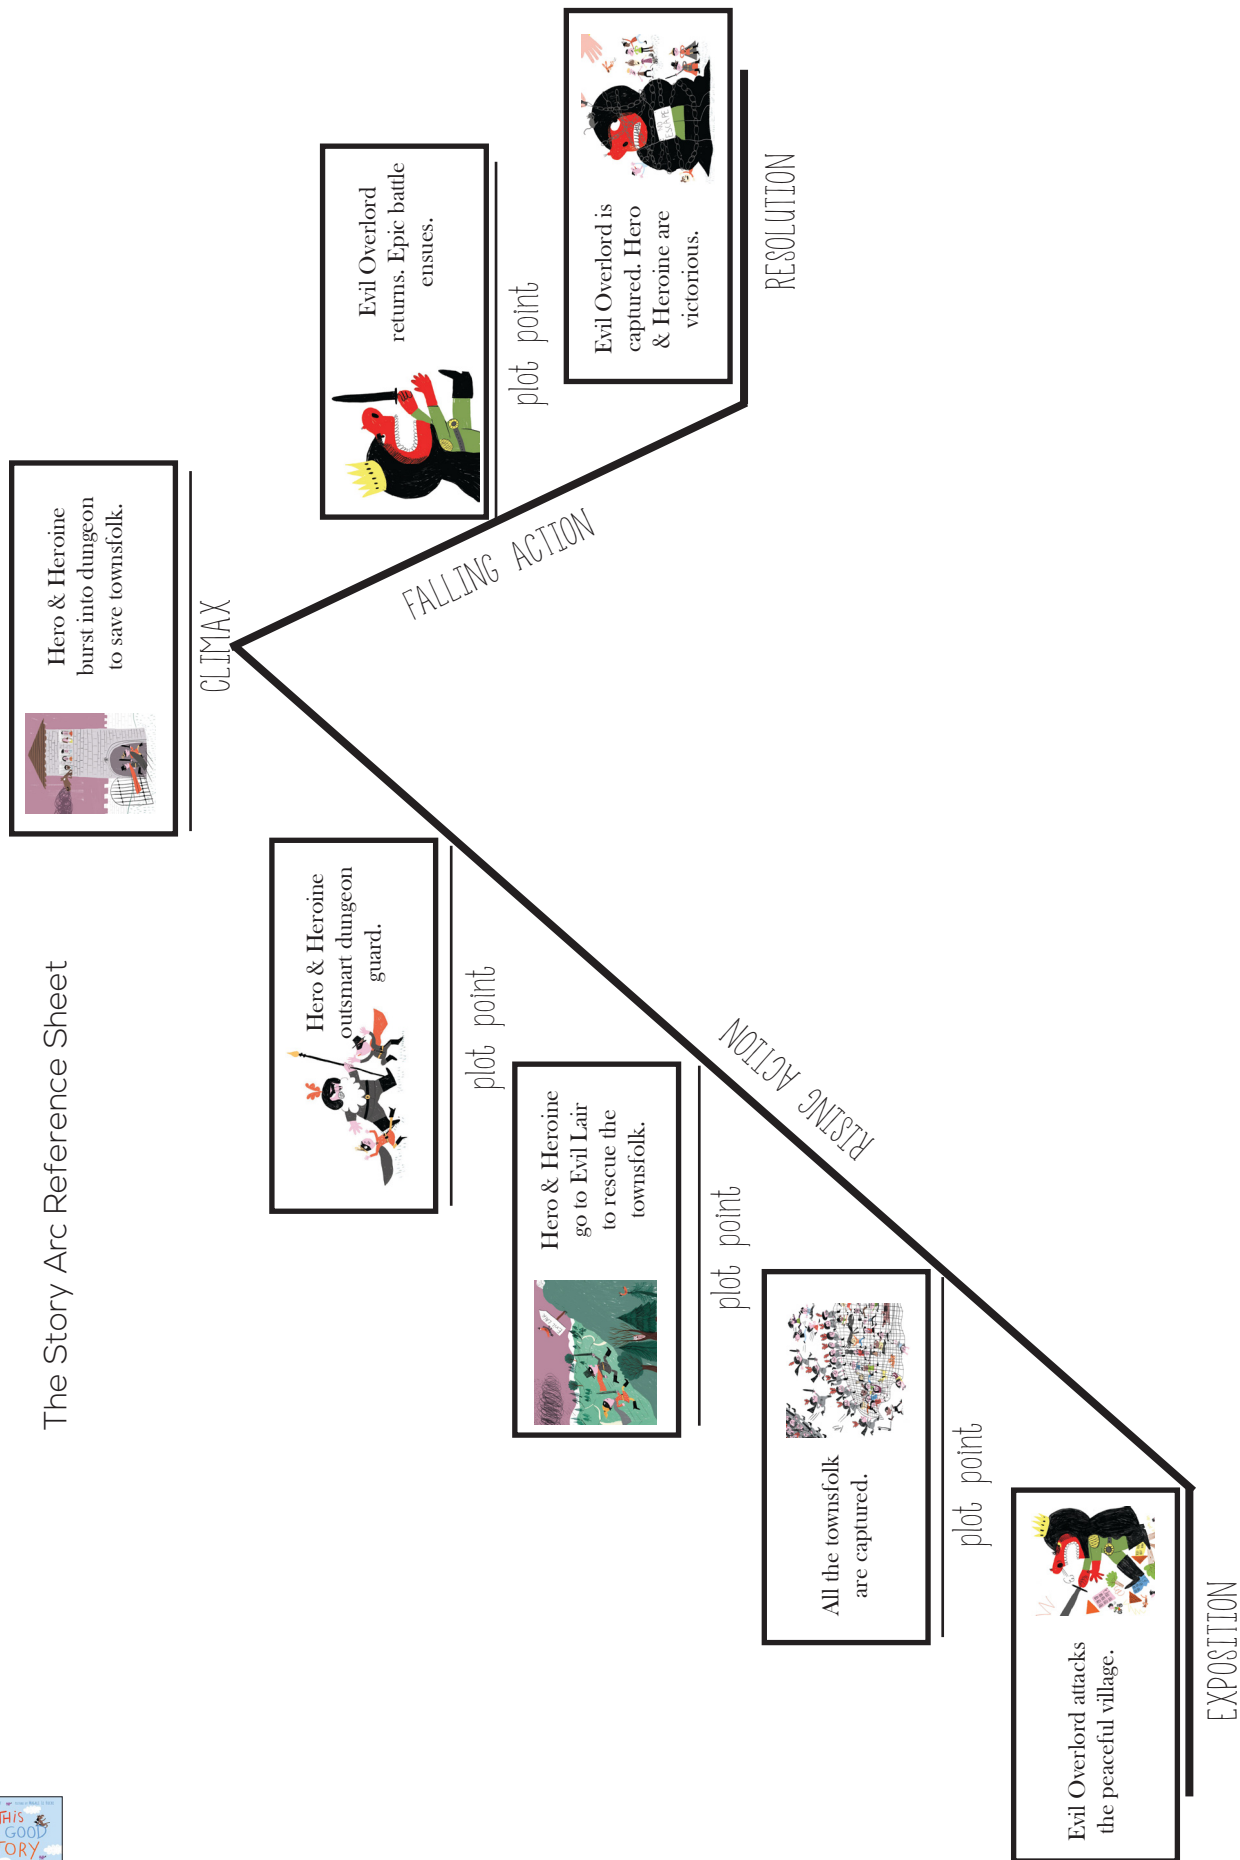 The Story Arc Reference Sheet
THIS
GOOD
STORY
Evil Overlord attacks
the peaceful village.
EXPOSITION
All the townsfolk
are captured.
plot point
Hero & Heroine
go to Evil Lair
to rescue the
townsfolk.
plot point
RISING ACTION
Hero & Heroine
outsmart dungeon
guard.
plot point
Hero & Heroine
burst into dungeon
to save townsfolk.
CLIMAX
FALLING ACTION
Evil Overlord
returns. Epic battle
ensues.
plot point
Evil Overlord is
captured. Hero
& Heroine are
victorious.
NO
ESCAPE
RESOLUTION